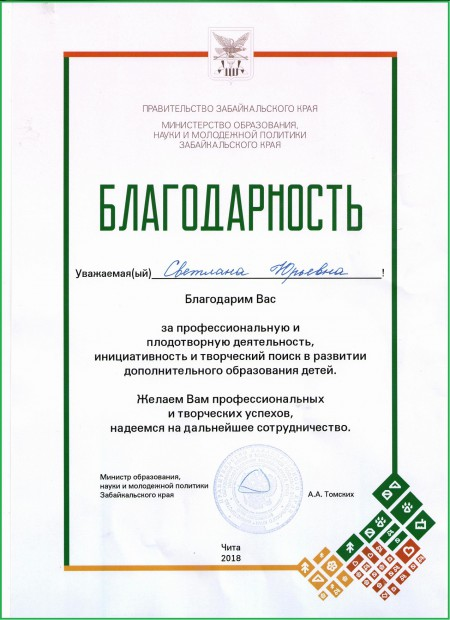 ПРАВИТЕЛЬСТВО ЗАБАЙКАЛЬСКОГО КРАЯ
МИНИСТЕРСТВО ОБРАЗОВАНИЯ,
НАУКИ И МОЛОДЕЖНОЙ ПОЛИТИКИ
ЗАБАЙКАЛЬСКОГО КРАЯ
БЛАГОДАРНОСТЬ
Уважаемая(ый) Светлана Юрьевна !
Благодарим Вас
за профессиональную и
плодотворную деятельность,
инициативность и творческий поиск в развитии
дополнительного образования детей.
Желаем Вам профессиональных
и творческих успехов,
надеемся на дальнейшее сотрудничество.
Министр образования,
науки и молодежной политики
Забайкальского края
А.А. Томских
Чита
2018